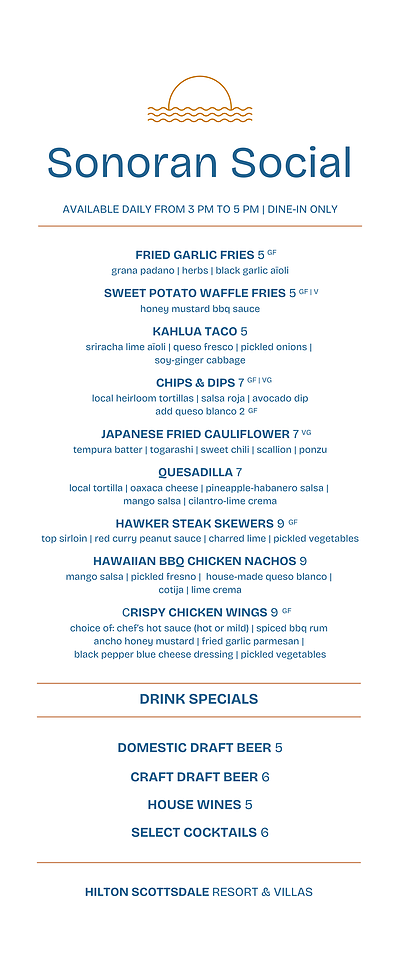 Sonoran Social
AVAILABLE DAILY FROM 3 PM TO 5 PM | DINE-IN ONLY
FRIED GARLIC FRIES 5 GF
grana padano | herbs | black garlic aïoli
SWEET POTATO WAFFLE FRIES 5 GF | V
honey mustard bbq sauce
KAHLUA TACO 5
sriracha lime aïoli | queso fresco | pickled onions |
soy-ginger cabbage
CHIPS & DIPS 7 GF | VG
local heirloom tortillas | salsa roja | avocado dip
add queso blanco 2 GF
JAPANESE FRIED CAULIFLOWER 7 VG
tempura batter | togarashi | sweet chili | scallion | ponzu
QUESADILLA 7
local tortilla | oaxaca cheese | pineapple-habanero salsa |
mango salsa | cilantro-lime crema
HAWKER STEAK SKEWERS 9 GF
top sirloin | red curry peanut sauce | charred lime | pickled vegetables
HAWAIIAN BBQ CHICKEN NACHOS 9
mango salsa | pickled fresno | house-made queso blanco |
cotija | lime crema
CRISPY CHICKEN WINGS 9 GF
choice of: chef's hot sauce (hot or mild) | spiced bbq rum
ancho honey mustard | fried garlic parmesan |
black pepper blue cheese dressing | pickled vegetables
DRINK SPECIALS
DOMESTIC DRAFT BEER 5
CRAFT DRAFT BEER 6
HOUSE WINES 5
SELECT COCKTAILS 6
HILTON SCOTTSDALE RESORT & VILLAS